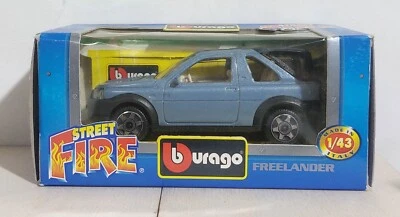 burago
STREET
FIRE
burago
FREELANDER
MADE IN
1/43
ITALY